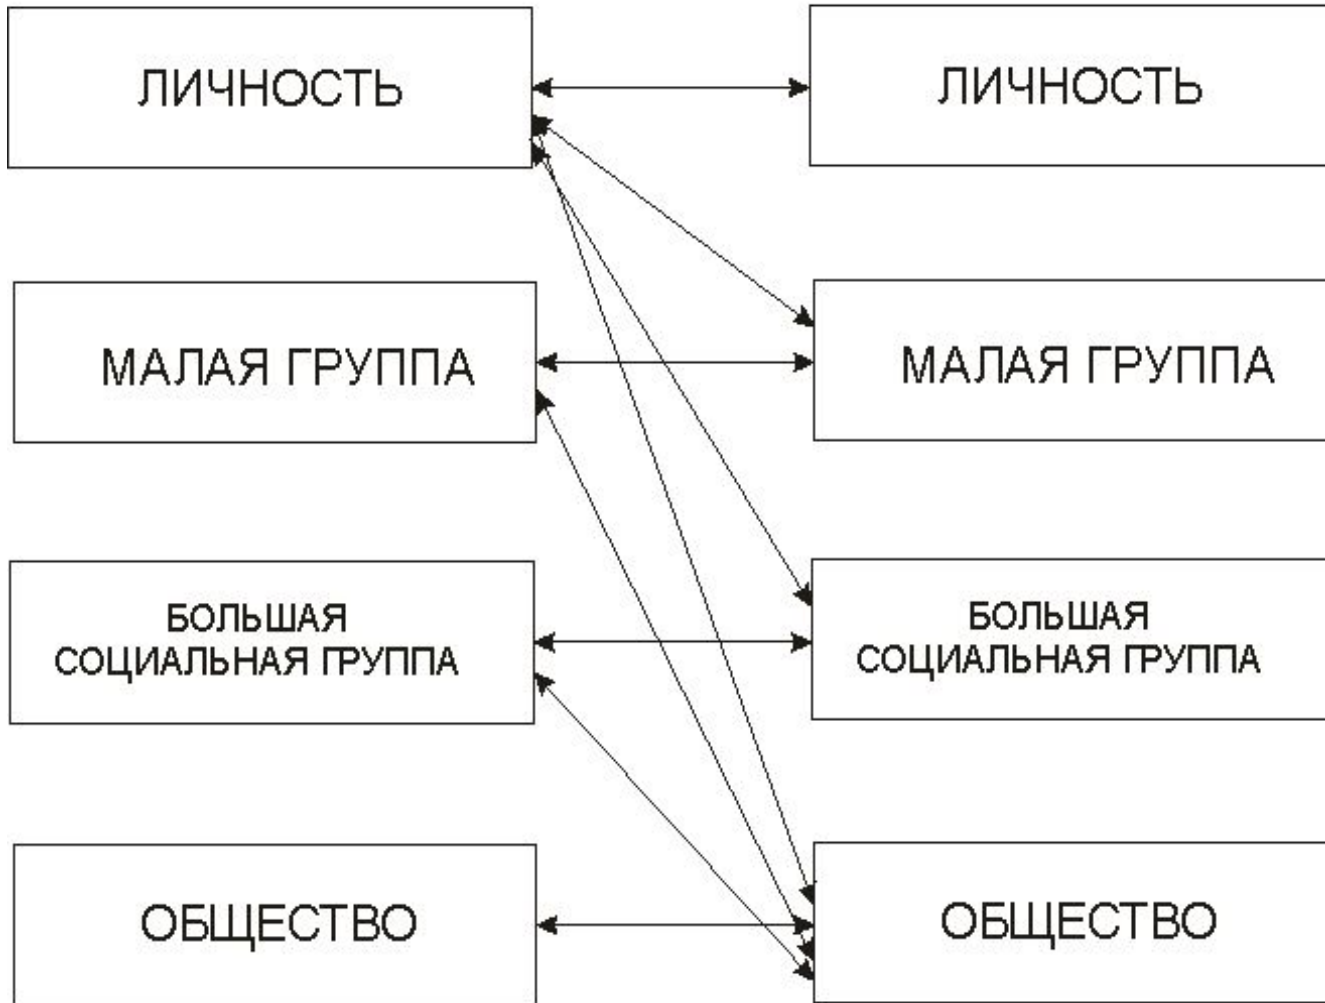 ЛИЧНОСТЬ
ЛИЧНОСТЬ
МАЛАЯ ГРУППА
МАЛАЯ ГРУППА
БОЛЬШАЯ
СОЦИАЛЬНАЯ ГРУППА
БОЛЬШАЯ
СОЦИАЛЬНАЯ ГРУППА
ОБЩЕСТВО
ОБЩЕСТВО